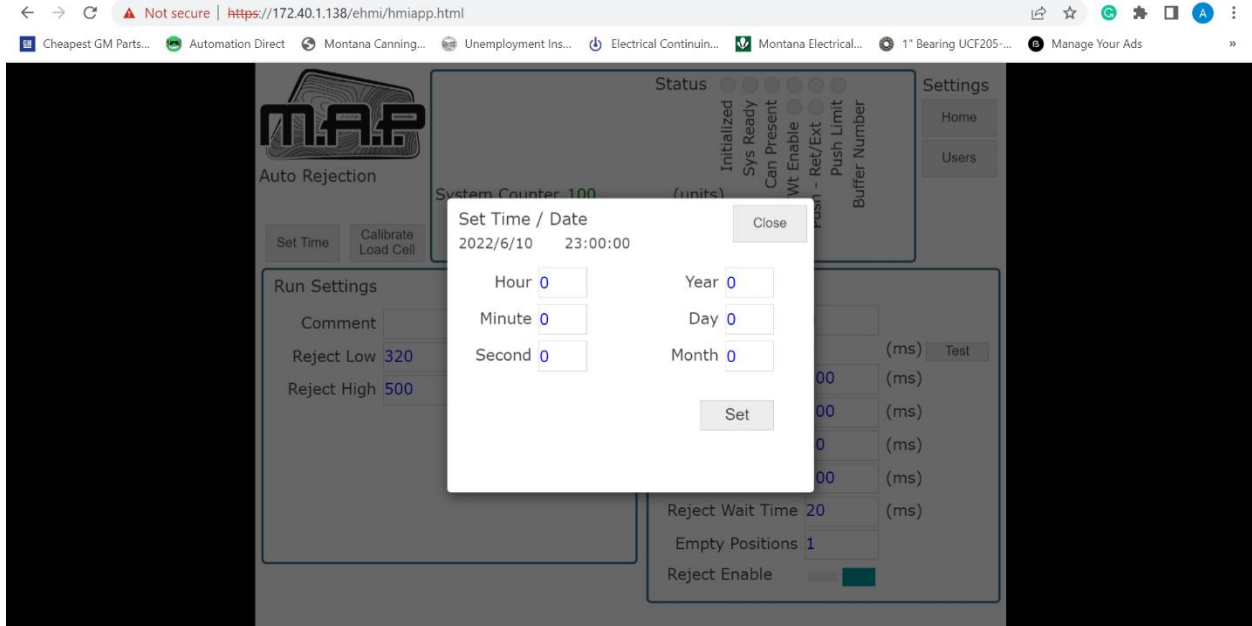 Not secure | https://172.40.1.138/ehmi/hmiapp.html
A
Cheapest GM Parts... Automation Direct Montana Canning... Unemployment Ins... Electrical Continuin... Montana Electrical... 1" Bearing UCF205-... Manage Your Ads »
M.A.P
Auto Rejection
Status
Initialized
Sys Ready
Can Present
Wt Enable
Push - Ret/Ext
Push Limit
Buffer Number
Settings
Home
Users
System Counter 100 (units)
Set Time
Calibrate
Load Cell
Set Time / Date
Close
2022/6/10 23:00:00
Hour 0 Year 0
Minute 0 Day 0
Second 0 Month 0
Set
Run Settings
Comment
Reject Low 320
Reject High 500
(ms) Test
00 (ms)
00 (ms)
0 (ms)
00 (ms)
Reject Wait Time 20 (ms)
Empty Positions 1
Reject Enable